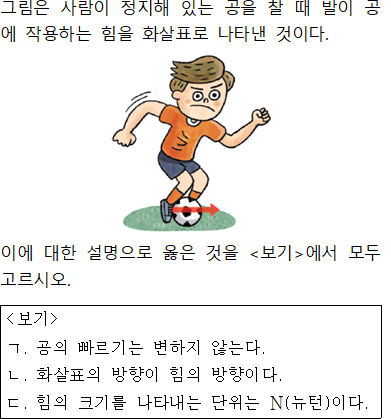 그림은 사람이 정지해 있는 공을 찰 때 발이 공
에 작용하는 힘을 화살표로 나타낸 것이다.
이에 대한 설명으로 옳은 것을 <보기>에서 모두
고르시오.
<보기>
ㄱ. 공의 빠르기는 변하지 않는다.
ㄴ. 화살표의 방향이 힘의 방향이다.
ㄷ. 힘의 크기를 나타내는 단위는 N(뉴턴)이다.